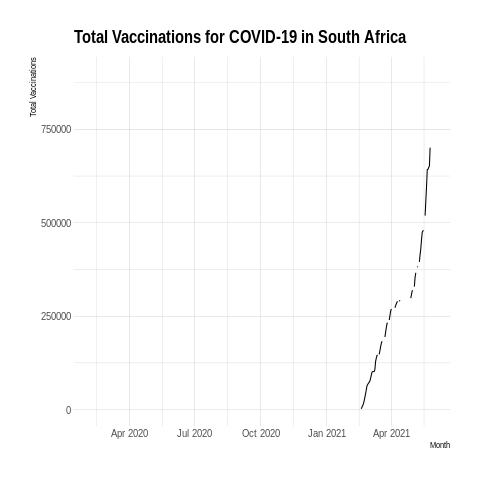 Total Vaccinations for COVID-19 in South Africa
Total Vaccinations
750000
500000
250000
0
Apr 2020 Jul 2020 Oct 2020 Jan 2021 Apr 2021
Month